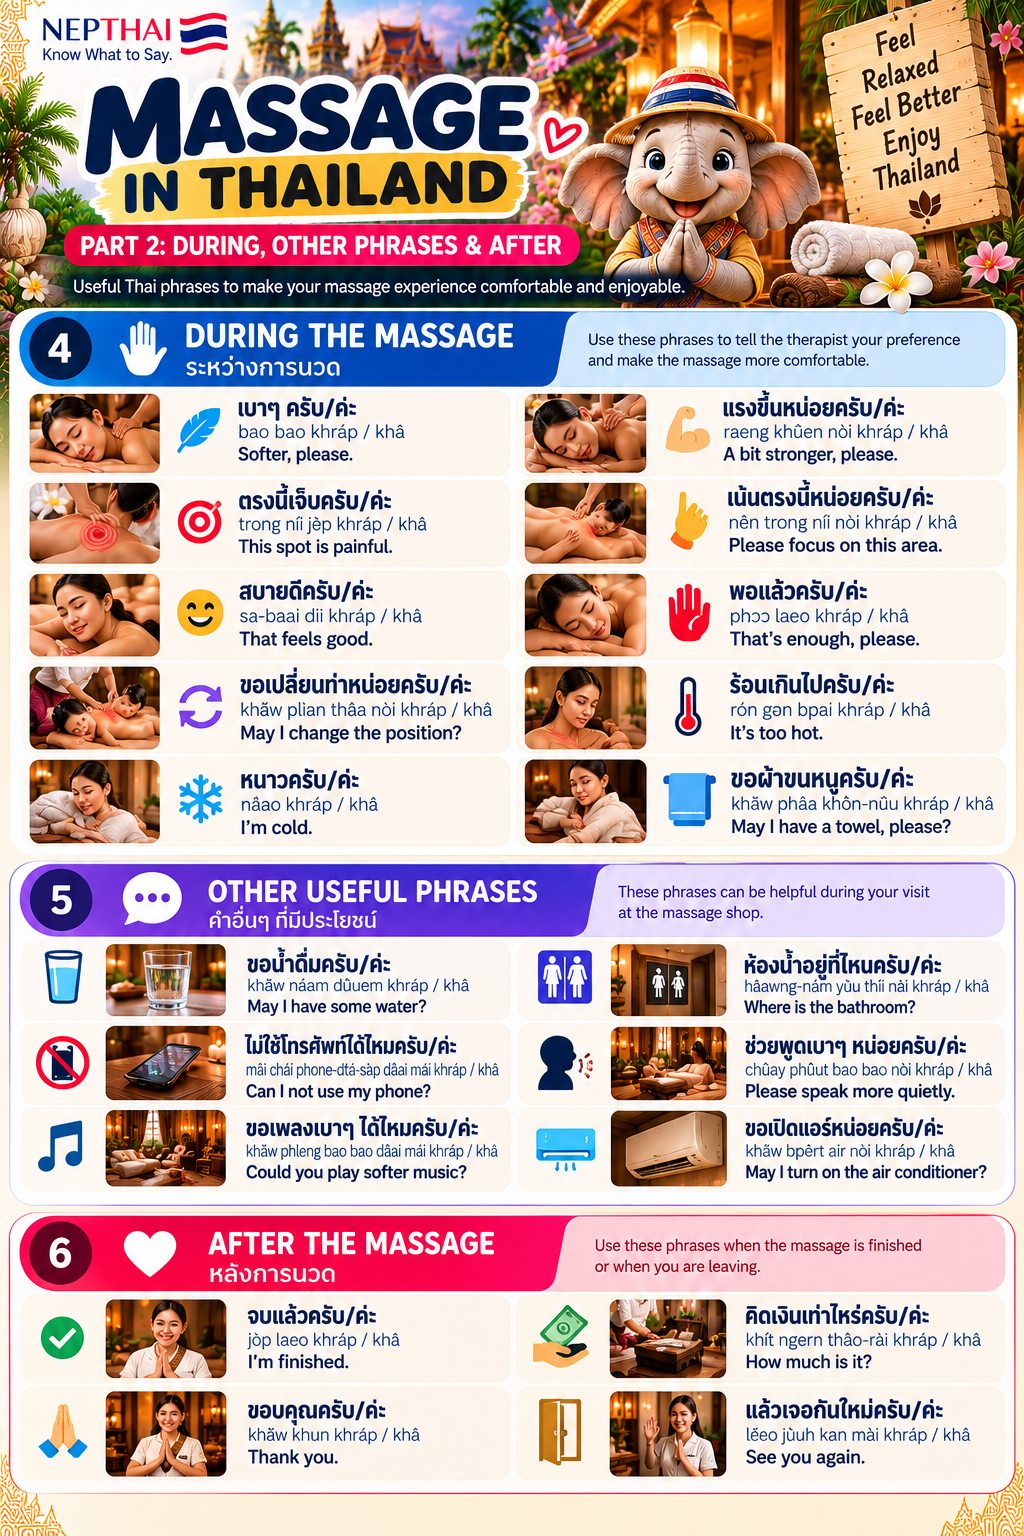 NEPTHAI
Know What to Say.
MASSAGE
IN THAILAND
PART 2: DURING, OTHER PHRASES & AFTER
Useful Thai phrases to make your massage experience comfortable and enjoyable.
Feel
Relaxed
Feel Better
Enjoy
Thailand
4
DURING THE MASSAGE
ระหว่างการนวด
Use these phrases to tell the therapist your preference
and make the massage more comfortable.
เบาๆ ครับ/ค่ะ
bao bao khráp / khâ
Softer, please.
แรงขึ้นหน่อยครับ/ค่ะ
raeng khûen nòi khráp / khâ
A bit stronger, please.
ตรงนี้เจ็บครับ/ค่ะ
trong níi jèp khráp / khâ
This spot is painful.
เน้นตรงนี้หน่อยครับ/ค่ะ
nên trong níi nòi khráp / khâ
Please focus on this area.
สบายดีครับ/ค่ะ
sa-baai dii khráp / khâ
That feels good.
พอแล้วครับ/ค่ะ
phɔɔ laeo khráp / khâ
That's enough, please.
ขอเปลี่ยนท่าหน่อยครับ/ค่ะ
khăw plian thâa nòi khráp / khâ
May I change the position?
ร้อนเกินไปครับ/ค่ะ
rón gən bpai khráp / khâ
It's too hot.
หนาวครับ/ค่ะ
nâao khráp / khâ
I'm cold.
ขอผ้าขนหนูครับ/ค่ะ
khăw phâa khôn-nûu khráp / khâ
May I have a towel, please?
5
OTHER USEFUL PHRASES
คำอื่นๆ ที่มีประโยชน์
These phrases can be helpful during your visit
at the massage shop.
ขอน้ำดื่มครับ/ค่ะ
khăw náam dûuem khráp / khâ
May I have some water?
ห้องน้ำอยู่ที่ไหนครับ/ค่ะ
hâawng-nám yùu thîi nài khráp / khâ
Where is the bathroom?
ไม่ใช้โทรศัพท์ได้ไหมครับ/ค่ะ
mâi chái phone-dtá-sàp dâai mái khráp / khâ
Can I not use my phone?
ช่วยพูดเบาๆ หน่อยครับ/ค่ะ
chûay phûut bao bao nòi khráp / khâ
Please speak more quietly.
ขอเพลงเบาๆ ได้ไหมครับ/ค่ะ
khăw phleng bao bao dâai mái khráp / khâ
Could you play softer music?
ขอเปิดแอร์หน่อยครับ/ค่ะ
khăw bpèrt air nòi khráp / khâ
May I turn on the air conditioner?
6
AFTER THE MASSAGE
หลังการนวด
Use these phrases when the massage is finished
or when you are leaving.
จบแล้วครับ/ค่ะ
jòp laeo khráp / khâ
I'm finished.
คิดเงินเท่าไหร่ครับ/ค่ะ
khít ngern thâo-rài khráp / khâ
How much is it?
ขอบคุณครับ/ค่ะ
khăw khun khráp / khâ
Thank you.
แล้วเจอกันใหม่ครับ/ค่ะ
lěeo jùuh kan mài khráp / khâ
See you again.